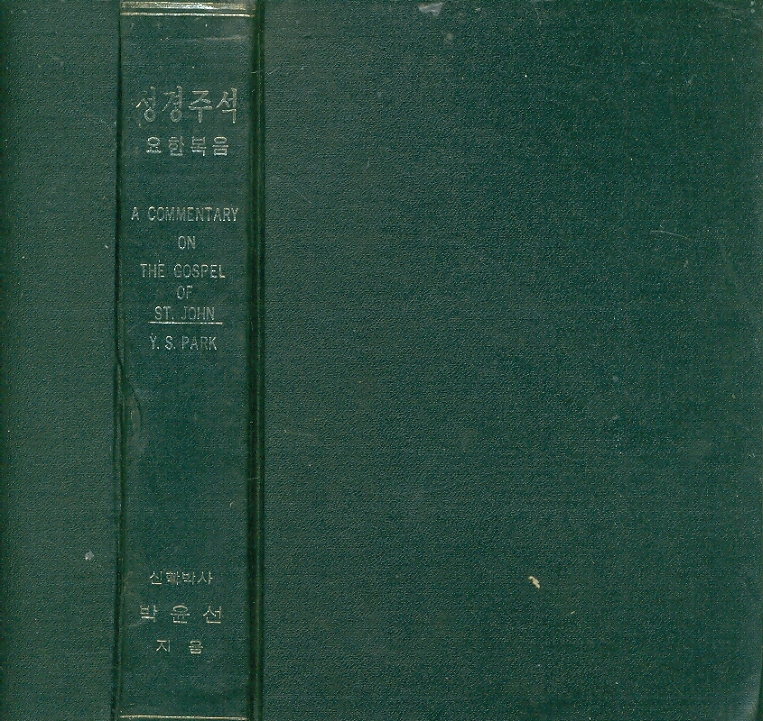 성경주석
요한복음
A COMMENTARY
ON
THE GOSPEL
OF
ST. JOHN
Y. S. PARK
신학박사
박윤선
지음